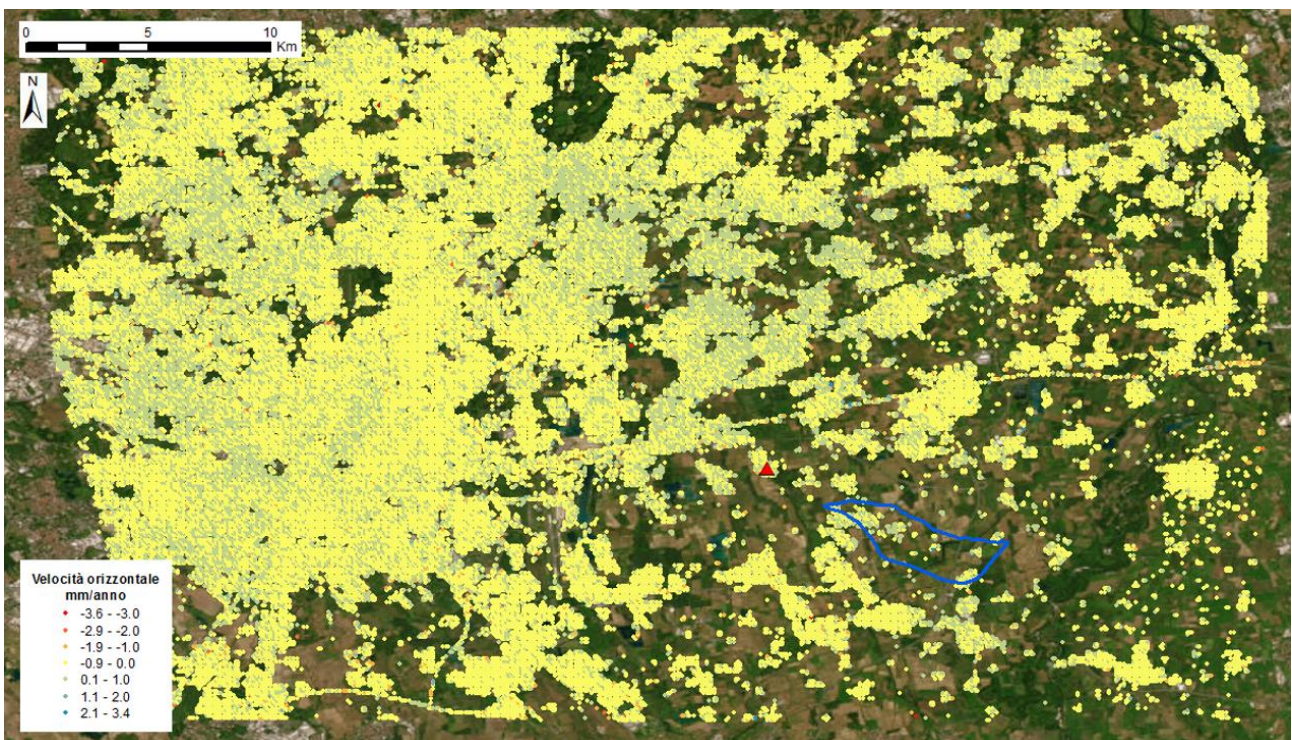 0 5 10
Km
N
Velocità orizzontale
mm/anno
-3.6 - -3.0
-2.9 - -2.0
-1.9 - -1.0
-0.9 - 0.0
0.1 - 1.0
1.1 - 2.0
2.1 - 3.4